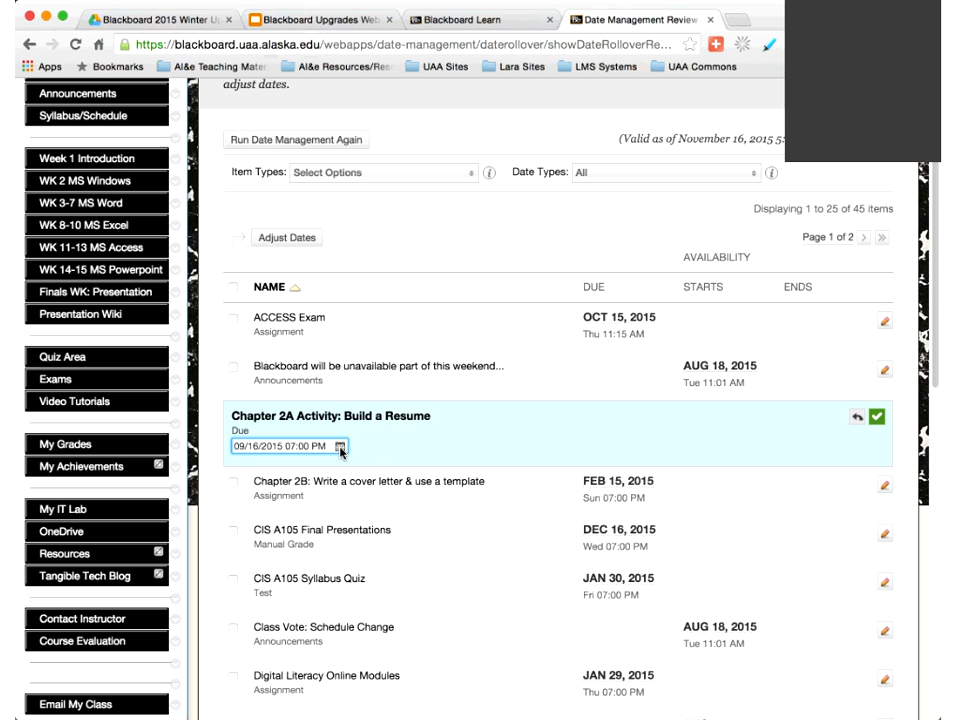 Blackboard 2015 Winter U
Blackboard Upgrades Web
Blackboard Learn
Date Management Review
https://blackboard.uaa.alaska.edu/webapps/date-management/daterollover/showDateRolloverRe...
Apps
Bookmarks
AI&e Teaching Mater
AI&e Resources/Res
UAA Sites
Lara Sites
LMS Systems
UAA Commons
Announcements
Syllabus/Schedule
Week 1 Introduction
WK 2 MS Windows
WK 3-7 MS Word
WK 8-10 MS Excel
WK 11-13 MS Access
WK 14-15 MS Powerpoint
Finals WK: Presentation
Presentation Wiki
Quiz Area
Exams
Video Tutorials
My Grades
My Achievements
My IT Lab
OneDrive
Resources
Tangible Tech Blog
Contact Instructor
Course Evaluation
Email My Class
adjust dates.
Run Date Management Again
(Valid as of November 16, 2015 5:
Item Types: Select Options
Date Types: All
Displaying 1 to 25 of 45 items
Adjust Dates
Page 1 of 2
AVAILABILITY
NAME DUE STARTS ENDS
ACCESS Exam OCT 15, 2015
Assignment Thu 11:15 AM
Blackboard will be unavailable part of this weekend... AUG 18, 2015
Announcements Tue 11:01 AM
Chapter 2A Activity: Build a Resume
Due
09/16/2015 07:00 PM
Chapter 2B: Write a cover letter & use a template FEB 15, 2015
Assignment Sun 07:00 PM
CIS A105 Final Presentations DEC 16, 2015
Manual Grade Wed 07:00 PM
CIS A105 Syllabus Quiz JAN 30, 2015
Test Fri 07:00 PM
Class Vote: Schedule Change AUG 18, 2015
Announcements Tue 11:01 AM
Digital Literacy Online Modules JAN 29, 2015
Assignment Thu 07:00 PM